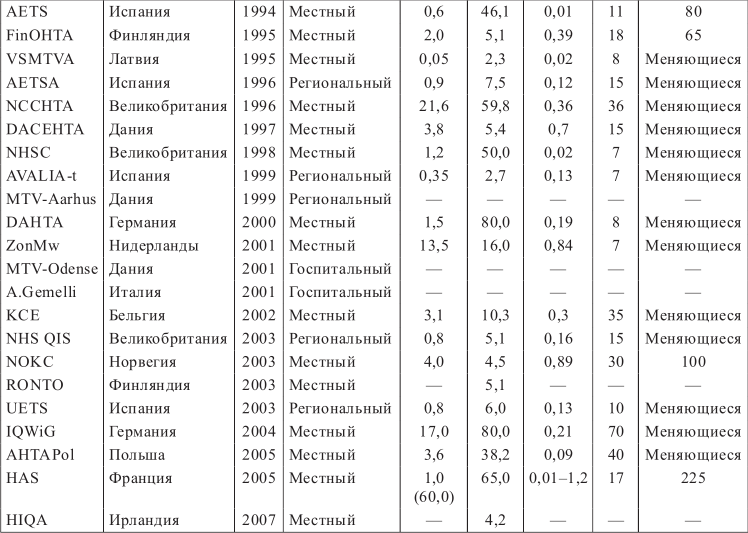 AETS Испания 1994 Местный 0,6 46,1 0,01 11 80
FinOHTA Финляндия 1995 Местный 2,0 5,1 0,39 18 65
VSMTVA Латвия 1995 Местный 0,05 2,3 0,02 8 Меняющиеся
AETSA Испания 1996 Региональный 0,9 7,5 0,12 15 Меняющиеся
NCCHTA Великобритания 1996 Местный 21,6 59,8 0,36 36 Меняющиеся
DACEHTA Дания 1997 Местный 3,8 5,4 0,7 15 Меняющиеся
NHSC Великобритания 1998 Местный 1,2 50,0 0,02 7 Меняющиеся
AVALIA-t Испания 1999 Региональный 0,35 2,7 0,13 7 Меняющиеся
MTV-Aarhus Дания 1999 Региональный — — — — —
DAHTA Германия 2000 Местный 1,5 80,0 0,19 8 Меняющиеся
ZonMw Нидерланды 2001 Местный 13,5 16,0 0,84 7 Меняющиеся
MTV-Odense Дания 2001 Госпитальный — — — — —
A.Gemelli Италия 2001 Госпитальный — — — — —
KCE Бельгия 2002 Местный 3,1 10,3 0,3 35 Меняющиеся
NHS QIS Великобритания 2003 Региональный 0,8 5,1 0,16 15 Меняющиеся
NOKC Норвегия 2003 Местный 4,0 4,5 0,89 30 100
RONTO Финляндия 2003 Местный — 5,1 — — —
UETS Испания 2003 Региональный 0,8 6,0 0,13 10 Меняющиеся
IQWiG Германия 2004 Местный 17,0 80,0 0,21 70 Меняющиеся
AHTAPol Польша 2005 Местный 3,6 38,2 0,09 40 Меняющиеся
HAS Франция 2005 Местный 1,0 65,0 0,01–1,2 17 225
(60,0)
HIQA Ирландия 2007 Местный — 4,2 — — —